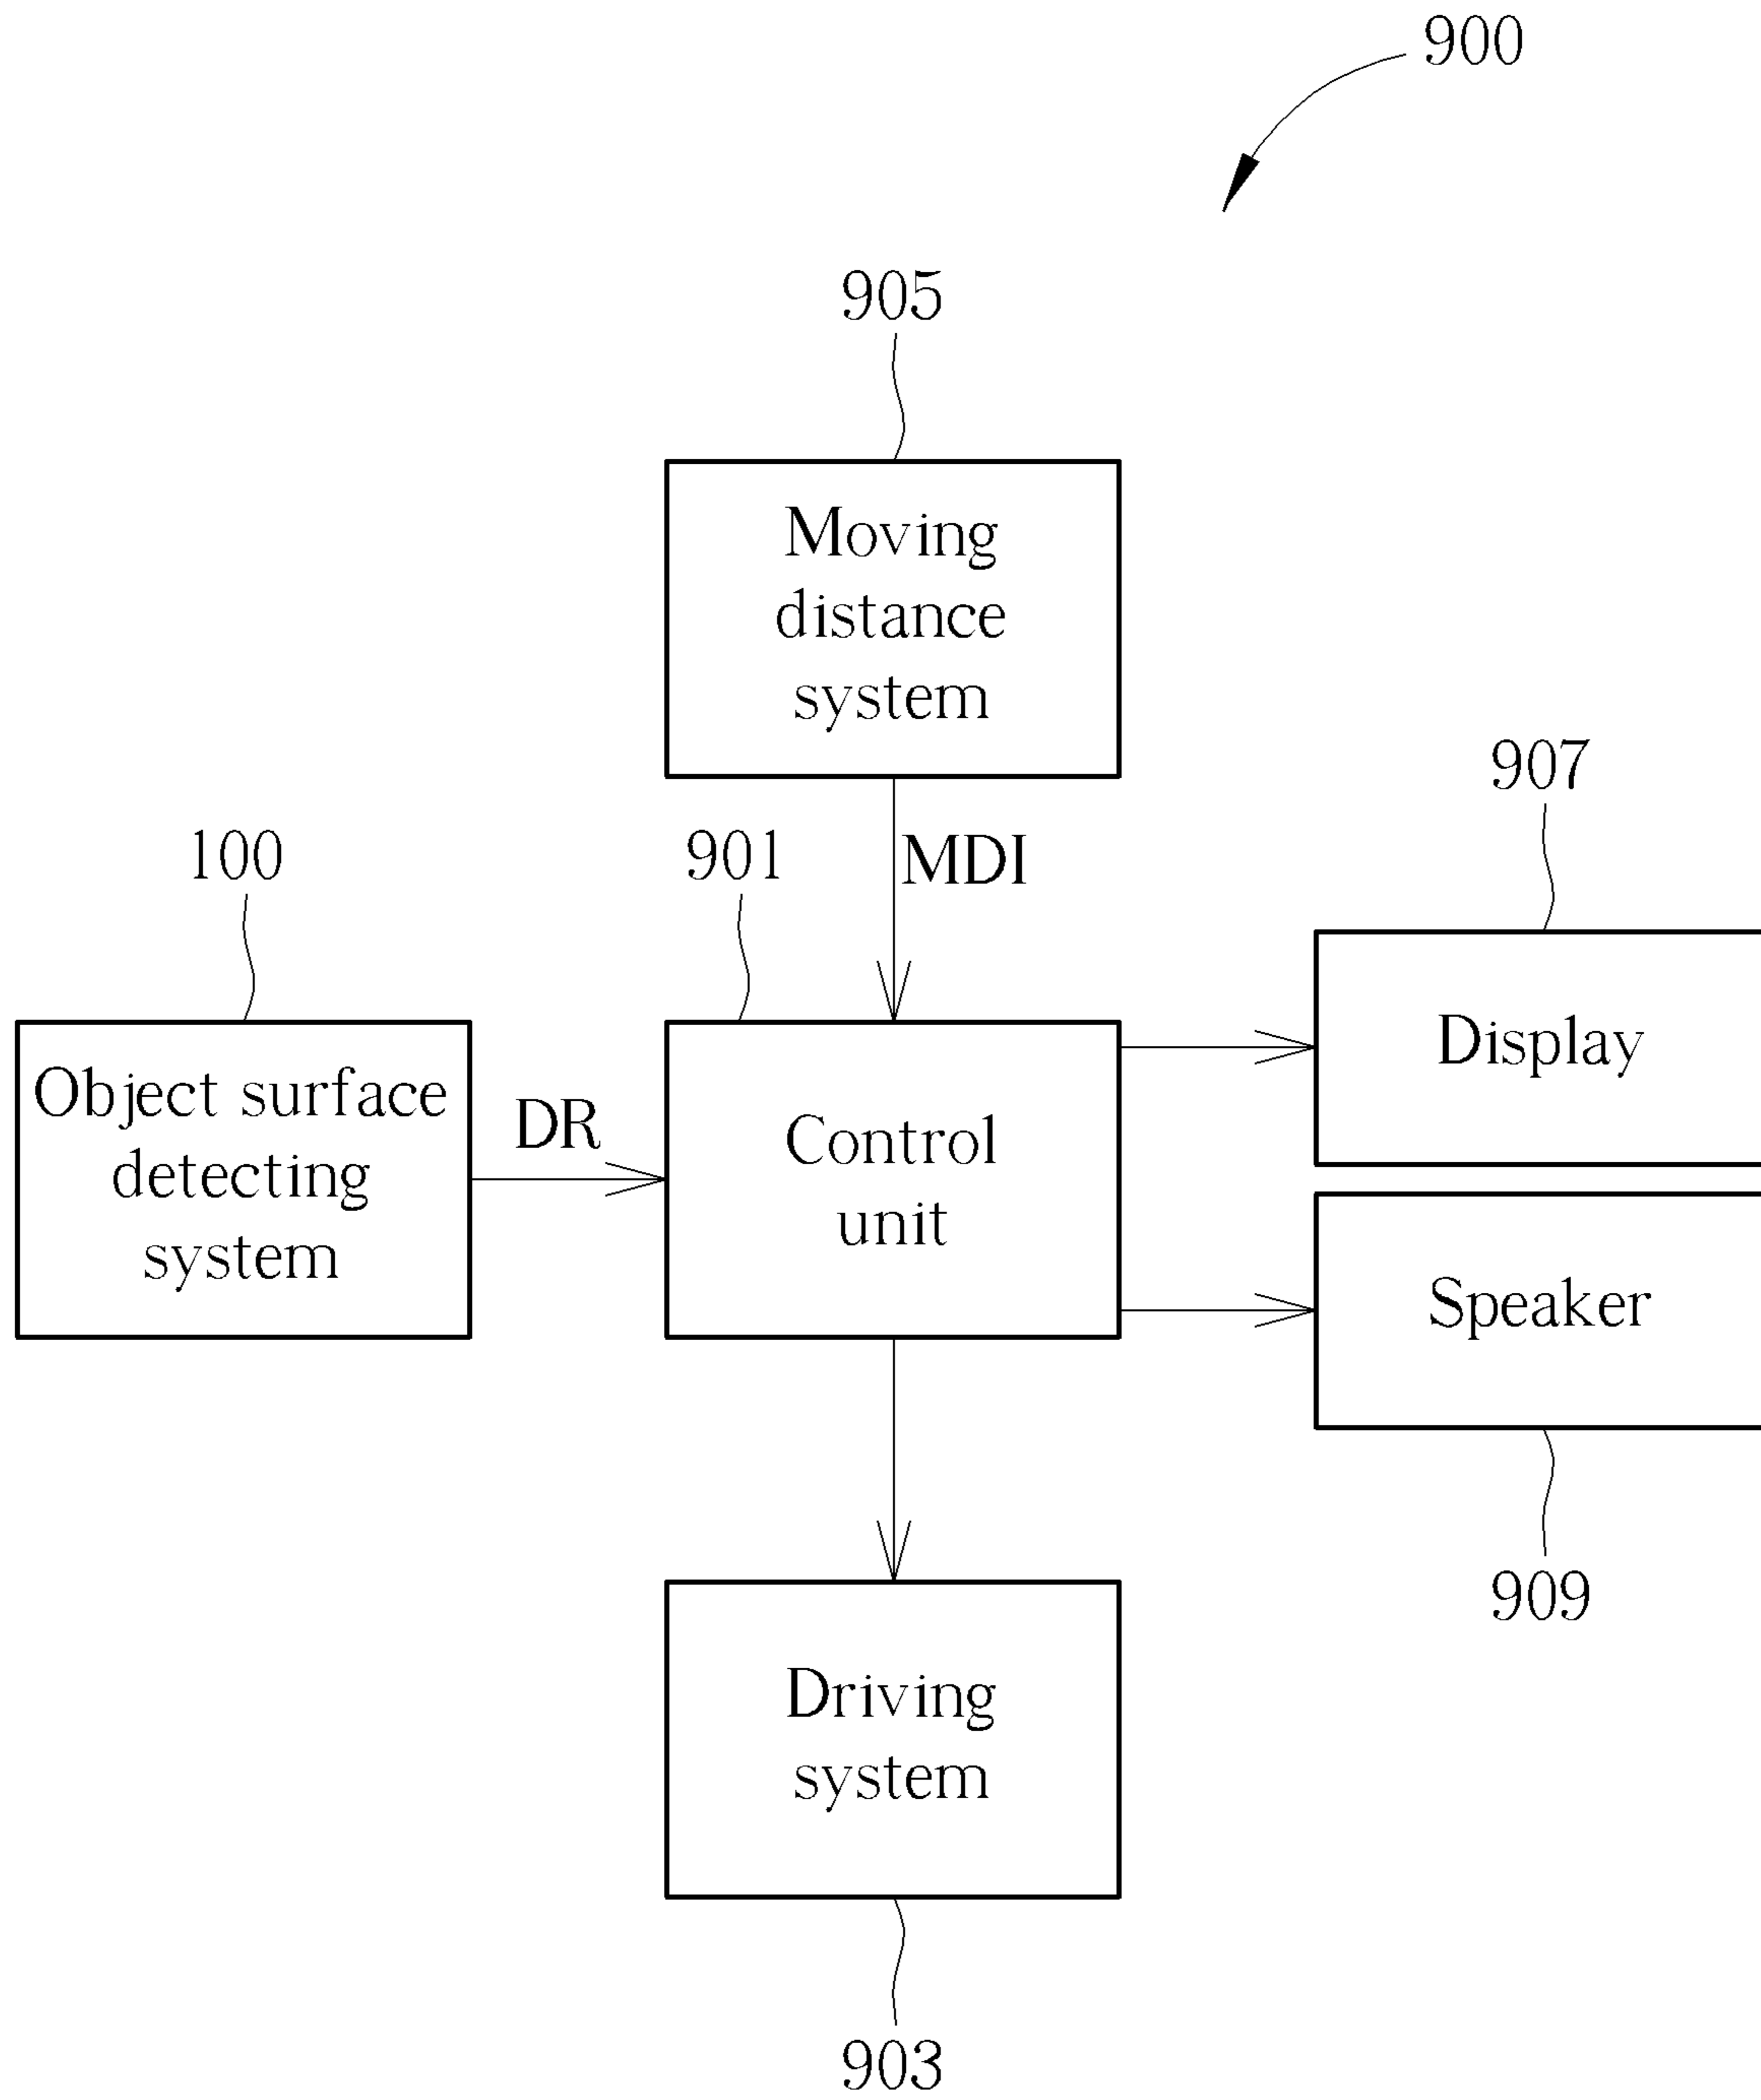 900
905
Moving
distance
system
907
100
901
MDI
Object surface
detecting
system
DR
Control
unit
Display
Speaker
909
Driving
system
903